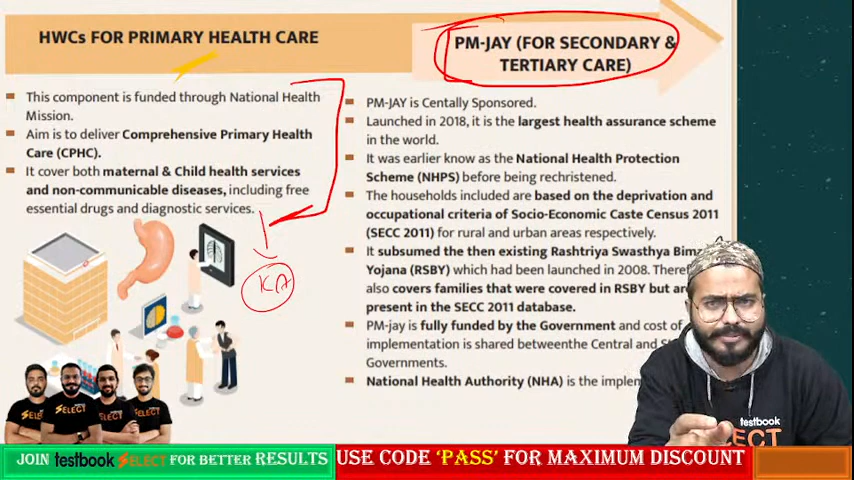 HWCs FOR PRIMARY HEALTH CARE
This component is funded through National Health
Mission.
Aim is to deliver Comprehensive Primary Health
Care (CPHC).
It cover both maternal & Child health services
and non-communicable diseases, including free
essential drugs and diagnostic services.
PM-JAY (FOR SECONDARY &
TERTIARY CARE)
PM-JAY is Centally Sponsored.
Launched in 2018, it is the largest health assurance scheme
in the world.
It was earlier know as the National Health Protection
Scheme (NHPS) before being rechristened.
The households included are based on the deprivation and
occupational criteria of Socio-Economic Caste Census 2011
(SECC 2011) for rural and urban areas respectively.
It subsumed the then existing Rashtriya Swasthya
Yojana (RSBY) which had been launched in 2008.
also covers families that were covered in RSBY but
present in the SECC 2011 database.
PM-jay is fully funded by the Government and cost of
implementation is shared betweenthe Central and
Governments.
National Health Authority (NHA) is the
testbook
SELECT
JOIN testbook SELECT FOR BETTER RESULTS
USE CODE 'PASS' FOR MAXIMUM DISCOUNT